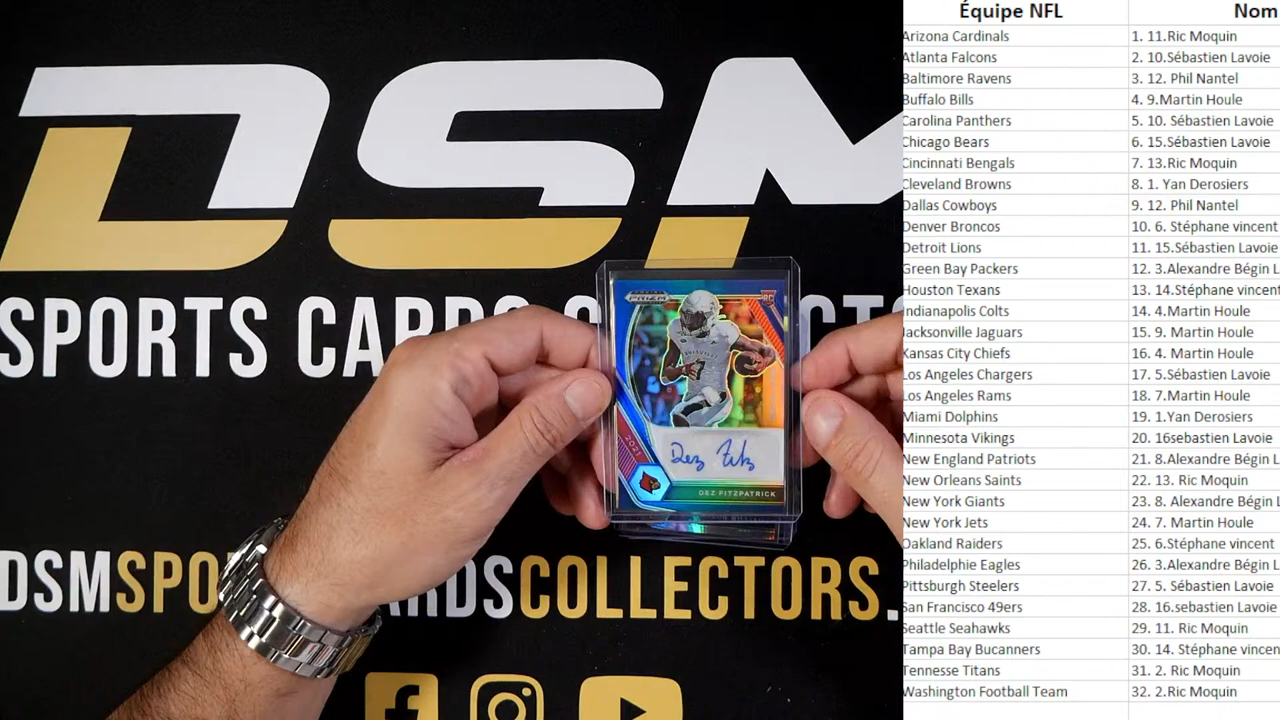 DSM
SPORTS CARDS
DSMSPO
ARDSCOLLECTORS.
PRIZM
RC
LOUISVILLE
7
2021
Dez Fitz
DEZ FITZPATRICK
Équipe NFL Nom
Arizona Cardinals 1. 11.Ric Moquin
Atlanta Falcons 2. 10.Sébastien Lavoie
Baltimore Ravens 3. 12. Phil Nantel
Buffalo Bills 4. 9.Martin Houle
Carolina Panthers 5. 10. Sébastien Lavoie
Chicago Bears 6. 15.Sébastien Lavoie
Cincinnati Bengals 7. 13.Ric Moquin
Cleveland Browns 8. 1. Yan Derosiers
Dallas Cowboys 9. 12. Phil Nantel
Denver Broncos 10. 6. Stéphane vincent
Detroit Lions 11. 15.Sébastien Lavoie
Green Bay Packers 12. 3.Alexandre Bégin L
Houston Texans 13. 14.Stéphane vincent
Indianapolis Colts 14. 4.Martin Houle
Jacksonville Jaguars 15. 9. Martin Houle
Kansas City Chiefs 16. 4. Martin Houle
Los Angeles Chargers 17. 5.Sébastien Lavoie
Los Angeles Rams 18. 7.Martin Houle
Miami Dolphins 19. 1.Yan Derosiers
Minnesota Vikings 20. 16sebastien Lavoie
New England Patriots 21. 8.Alexandre Bégin L
New Orleans Saints 22. 13. Ric Moquin
New York Giants 23. 8. Alexandre Bégin L
New York Jets 24. 7. Martin Houle
Oakland Raiders 25. 6.Stéphane vincent
Philadelphie Eagles 26. 3.Alexandre Bégin L
Pittsburgh Steelers 27. 5. Sébastien Lavoie
San Francisco 49ers 28. 16.sebastien Lavoie
Seattle Seahawks 29. 11. Ric Moquin
Tampa Bay Bucanners 30. 14. Stéphane vincen
Tennesse Titans 31. 2. Ric Moquin
Washington Football Team 32. 2.Ric Moquin